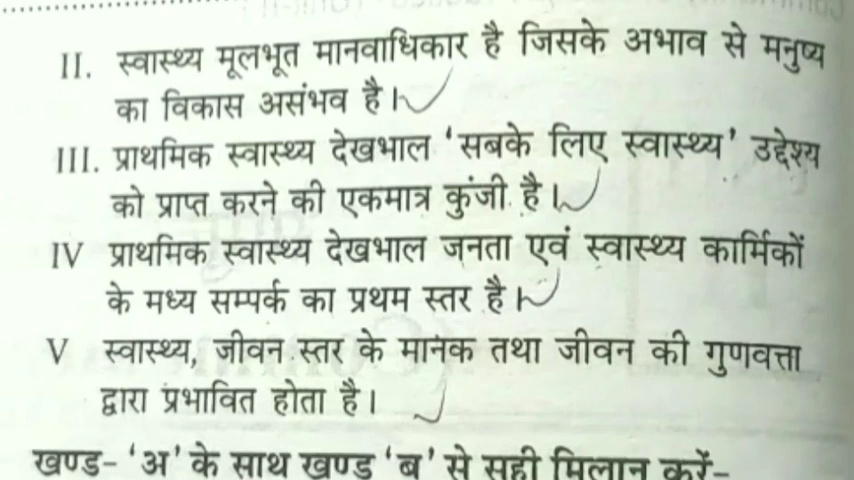 II. स्वास्थ्य मूलभूत मानवाधिकार है जिसके अभाव से मनुष्य
का विकास असंभव है।
III. प्राथमिक स्वास्थ्य देखभाल 'सबके लिए स्वास्थ्य' उद्देश्य
को प्राप्त करने की एकमात्र कुंजी है।
IV प्राथमिक स्वास्थ्य देखभाल जनता एवं स्वास्थ्य कार्मिकों
के मध्य सम्पर्क का प्रथम स्तर है।
V स्वास्थ्य, जीवन स्तर के मानक तथा जीवन की गुणवत्ता
द्वारा प्रभावित होता है।
खण्ड- 'अ' के साथ खण्ड 'ब' से सही मिलान करें-